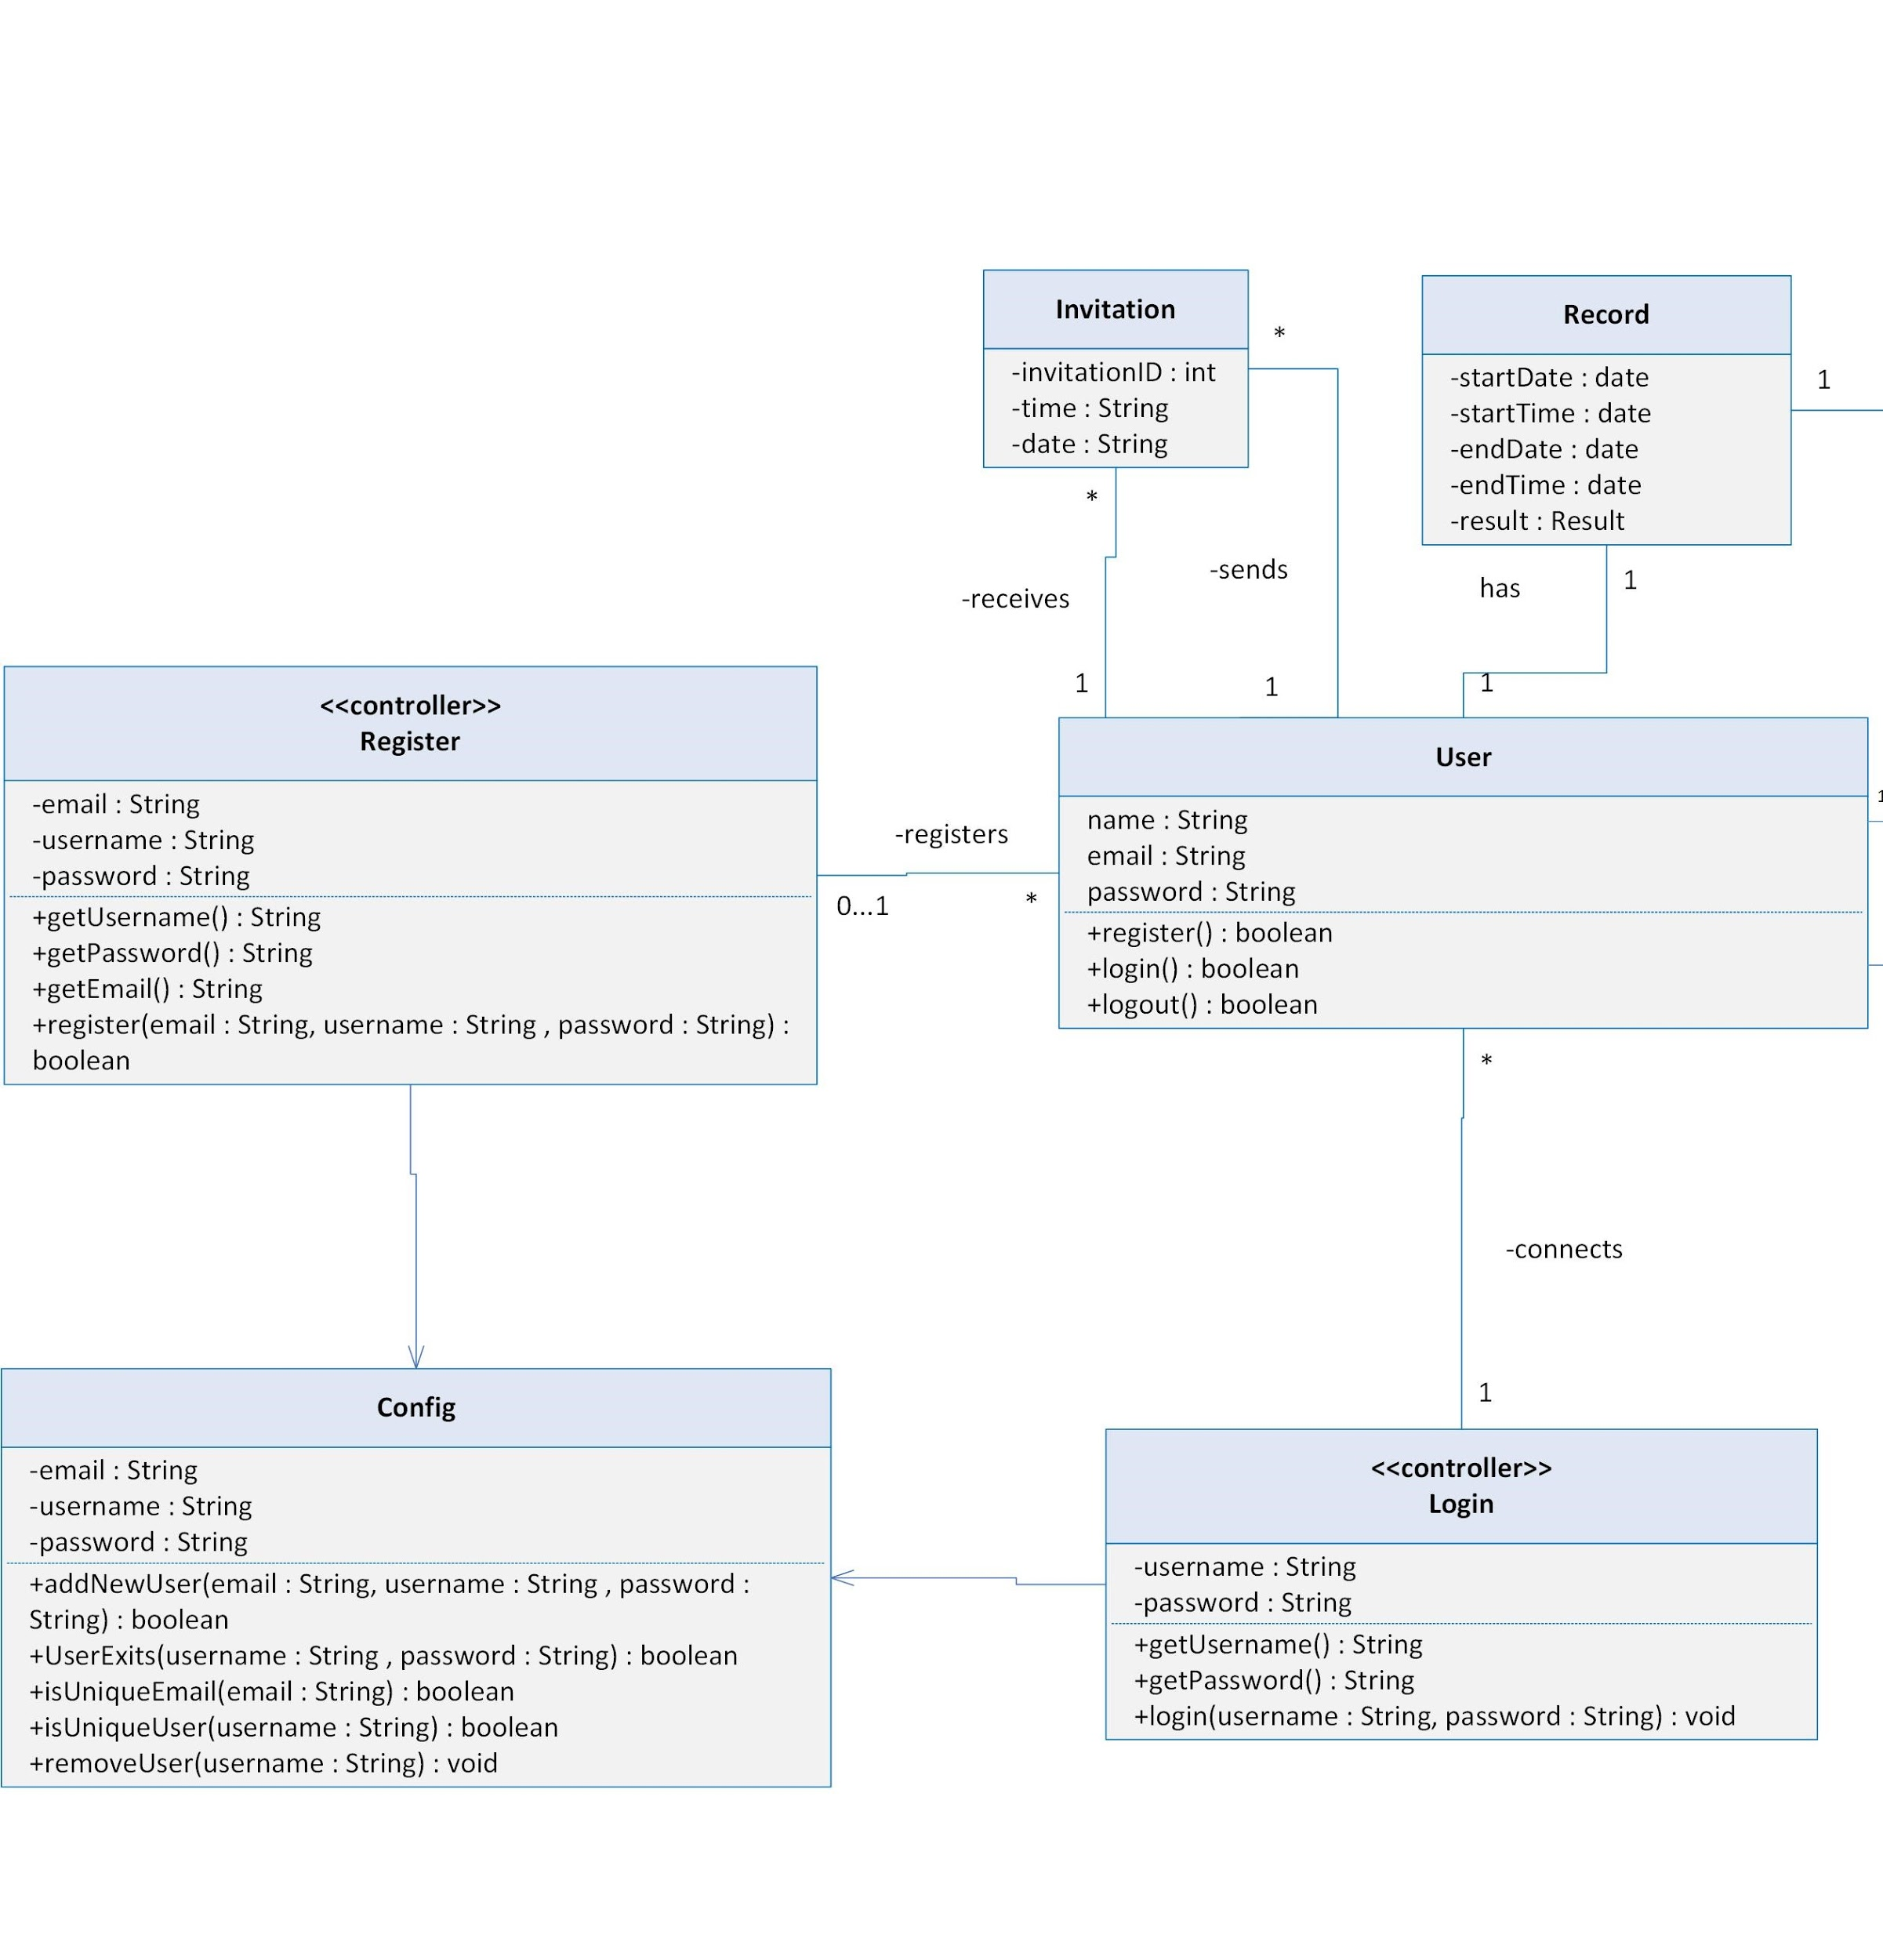 Invitation
-invitationID : int
-time : String
-date : String
*
*
-receives
-sends
1
1
Record
-startDate : date
-startTime : date
-endDate : date
-endTime : date
-result : Result
1
has
1
1
<<controller>>
Register
-email : String
-username : String
-password : String
+getUsername() : String
+getPassword() : String
+getEmail() : String
+register(email : String, username : String , password : String) :
boolean
-registers
0...1
*
User
name : String
email : String
password : String
+register() : boolean
+login() : boolean
+logout() : boolean
1
*
-connects
1
Config
-email : String
-username : String
-password : String
+addNewUser(email : String, username : String , password :
String) : boolean
+UserExits(username : String , password : String) : boolean
+isUniqueEmail(email : String) : boolean
+isUniqueUser(username : String) : boolean
+removeUser(username : String) : void
<<controller>>
Login
-username : String
-password : String
+getUsername() : String
+getPassword() : String
+login(username : String, password : String) : void